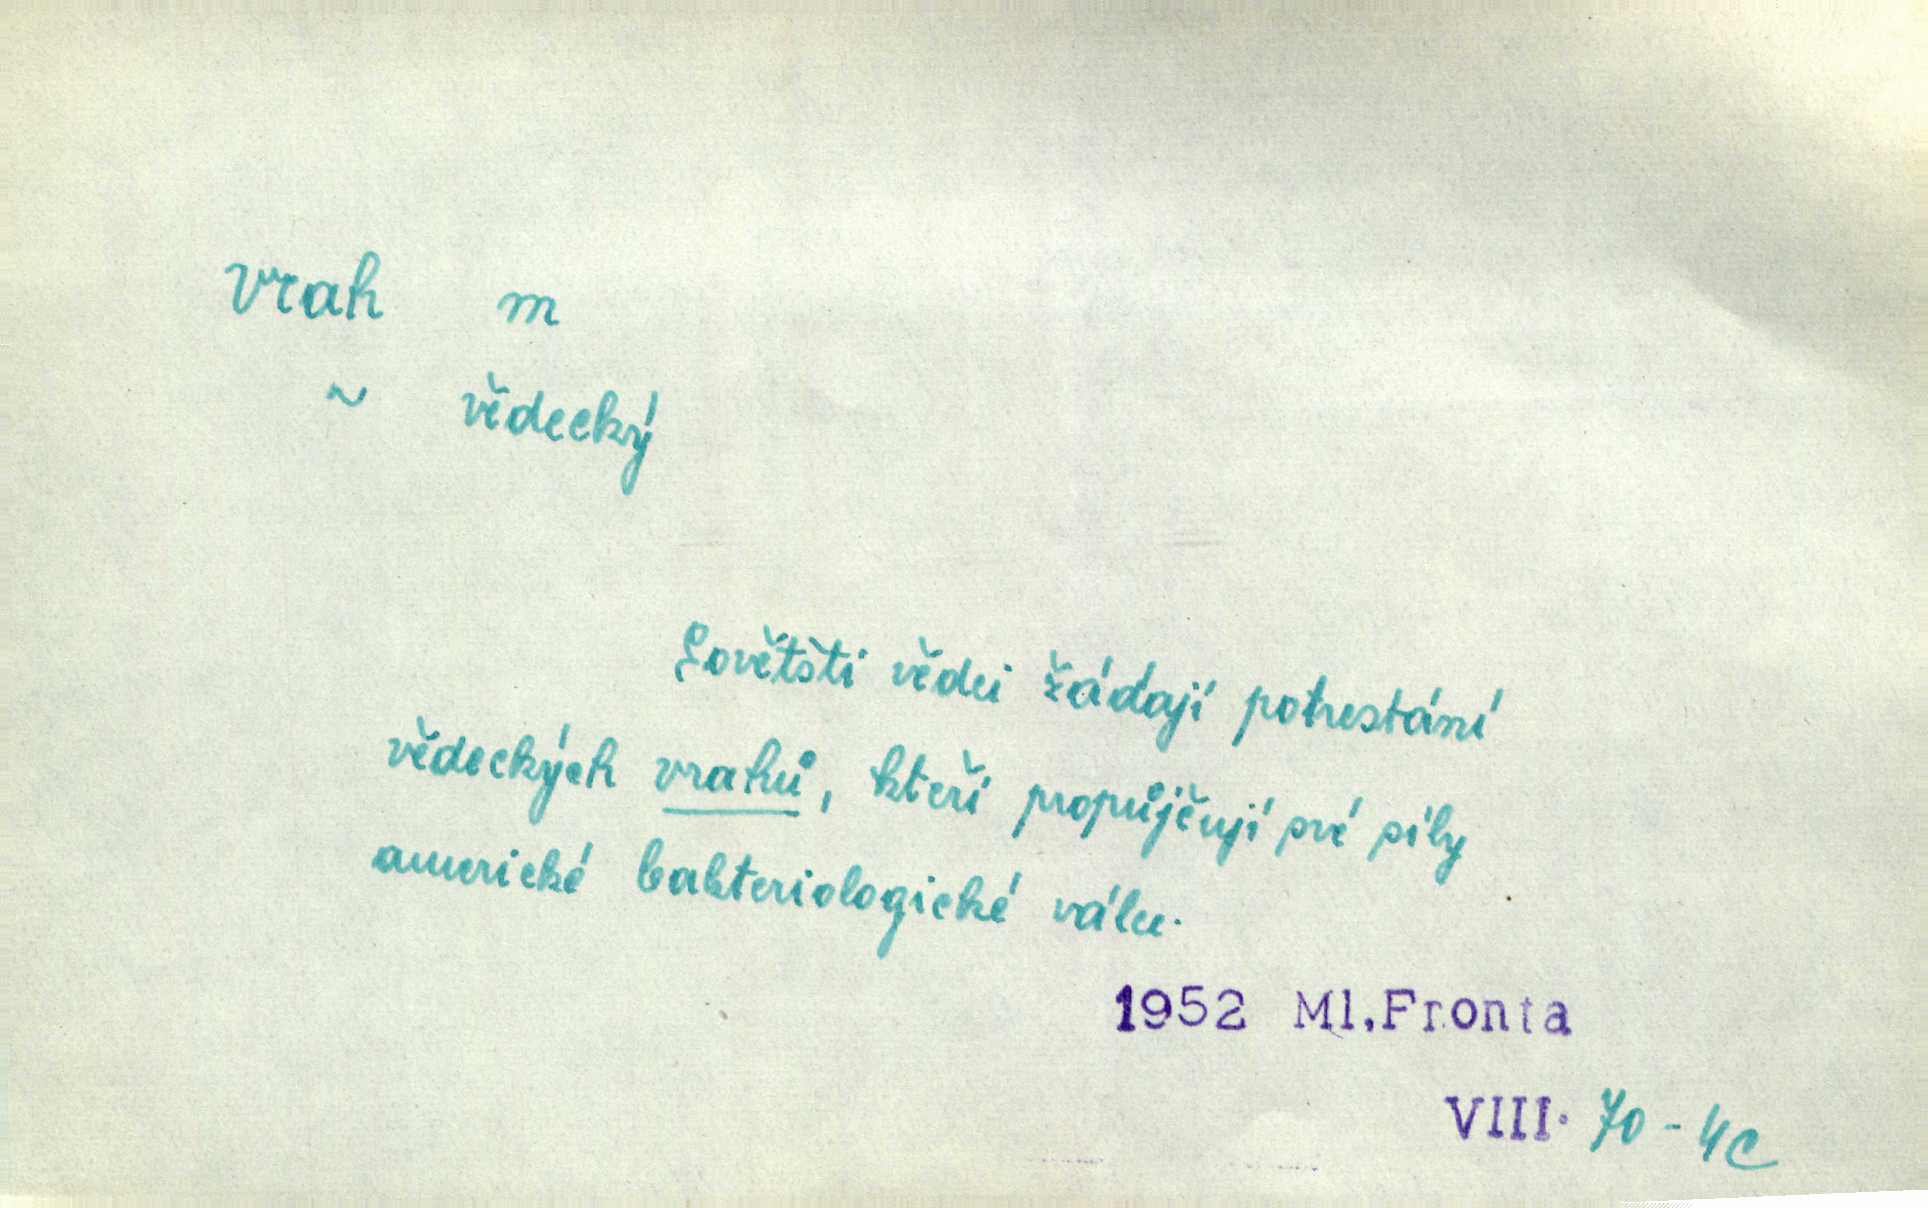 vrah m
~ vědecký
Sovětští vědci žádají potrestání
vědeckých vrahů, kteří propůjčují své síly
americké bakteriologické válce.
1952 Ml.Fronta
VIII. 70 - 4c